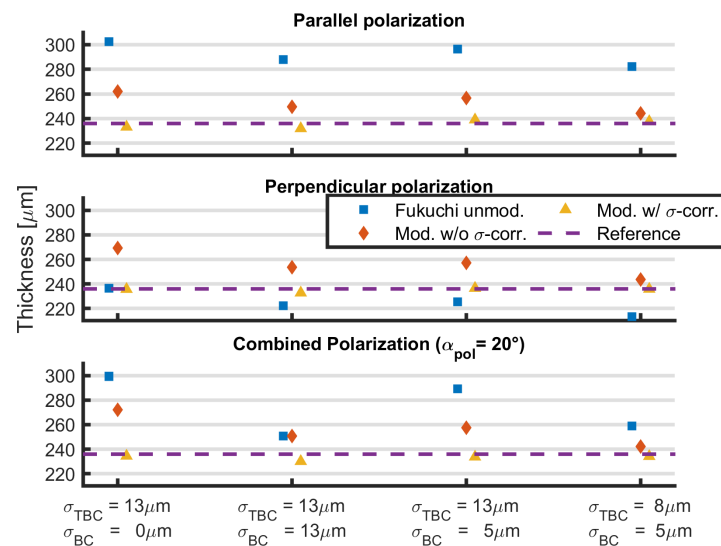 Parallel polarization
300
280
260
240
220
Perpendicular polarization
300
280
260
240
220
Fukuchi unmod.
Mod. w/ σ-corr.
Mod. w/o σ-corr.
Reference
Thickness [μm]
Combined Polarization (α_pol= 20°)
300
280
260
240
220
σ_TBC = 13μm
σ_BC = 0μm
σ_TBC = 13μm
σ_BC = 13μm
σ_TBC = 13μm
σ_BC = 5μm
σ_TBC = 8μm
σ_BC = 5μm